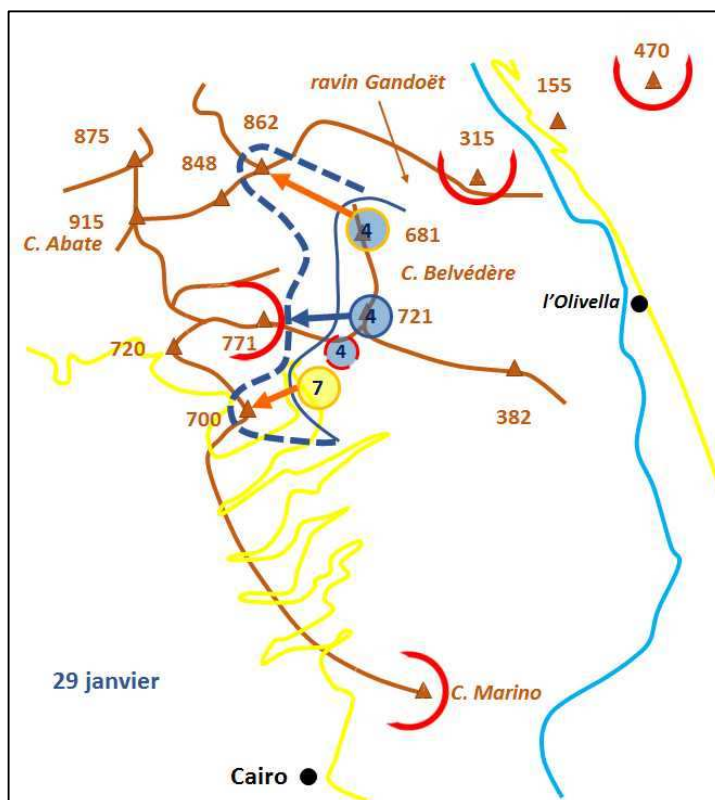 470
155
ravin Gandoët
862
315
875
848
915
C. Abate
4
681
C. Belvédère
l’Olivella
4
721
771
720
4
7
382
700
29 janvier
C. Marino
Cairo